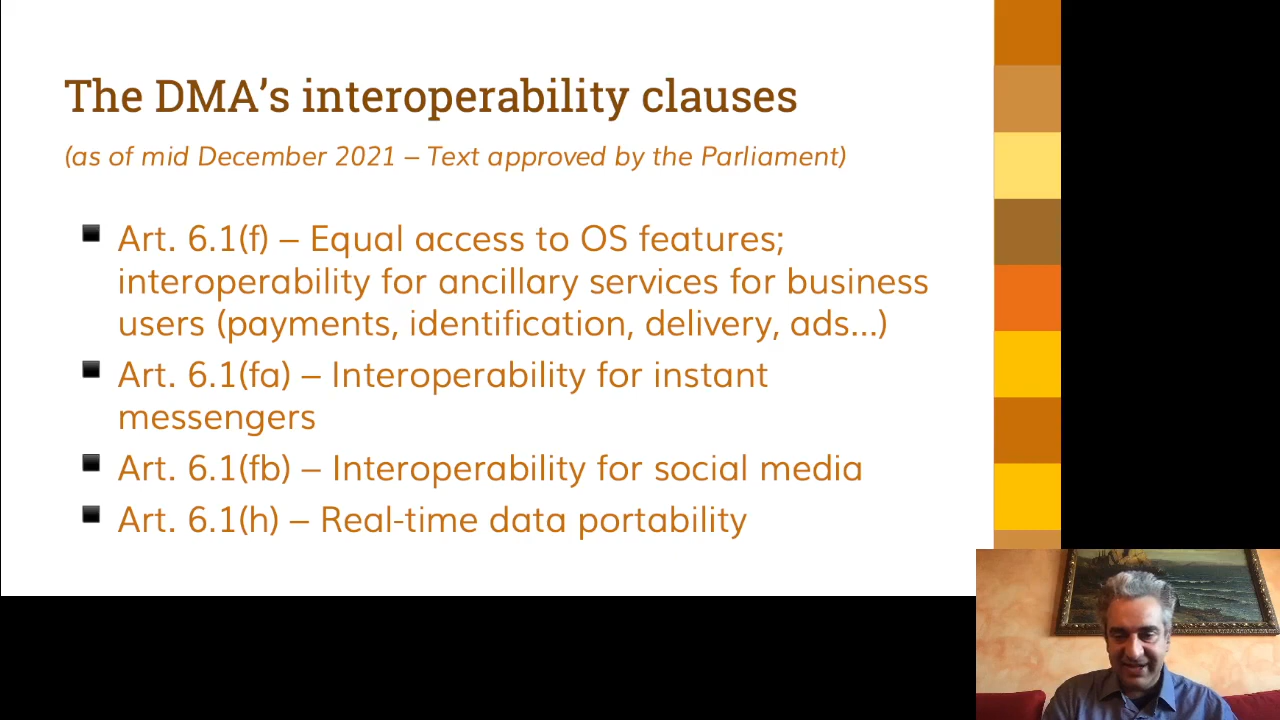 The DMA’s interoperability clauses
(as of mid December 2021 – Text approved by the Parliament)
Art. 6.1(f) – Equal access to OS features;
interoperability for ancillary services for business
users (payments, identification, delivery, ads…)
Art. 6.1(fa) – Interoperability for instant
messengers
Art. 6.1(fb) – Interoperability for social media
Art. 6.1(h) – Real-time data portability